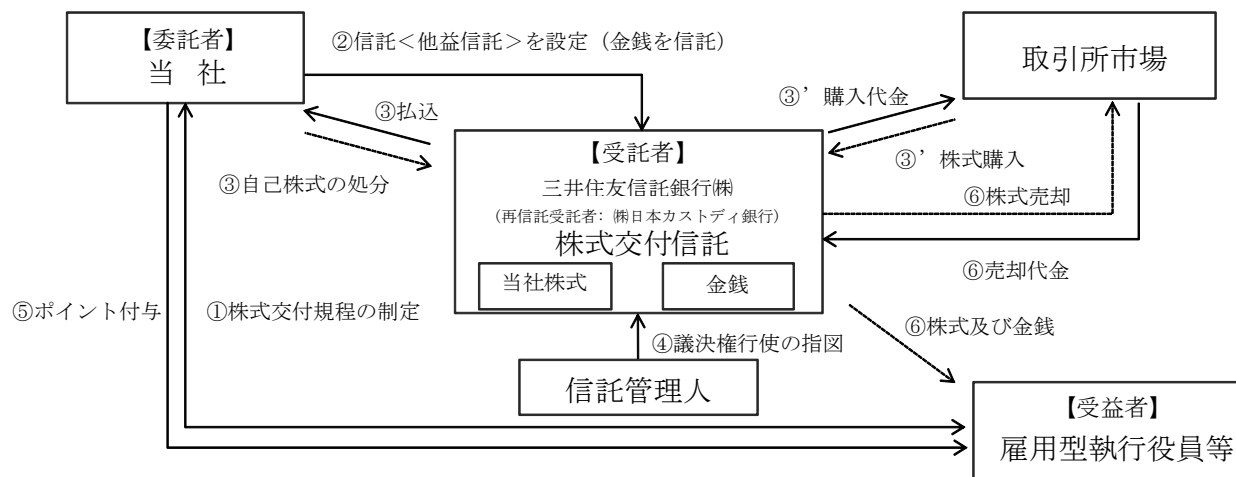 【委託者】
当 社
②信託＜他益信託＞を設定（金銭を信託）
取引所市場
③払込
③’購入代金
③自己株式の処分
【受託者】
三井住友信託銀行㈱
(再信託受託者：㈱日本カストディ銀行)
株式交付信託
当社株式
金銭
③’株式購入
⑥株式売却
⑥売却代金
⑤ポイント付与
①株式交付規程の制定
④議決権行使の指図
⑥株式及び金銭
信託管理人
【受益者】
雇用型執行役員等